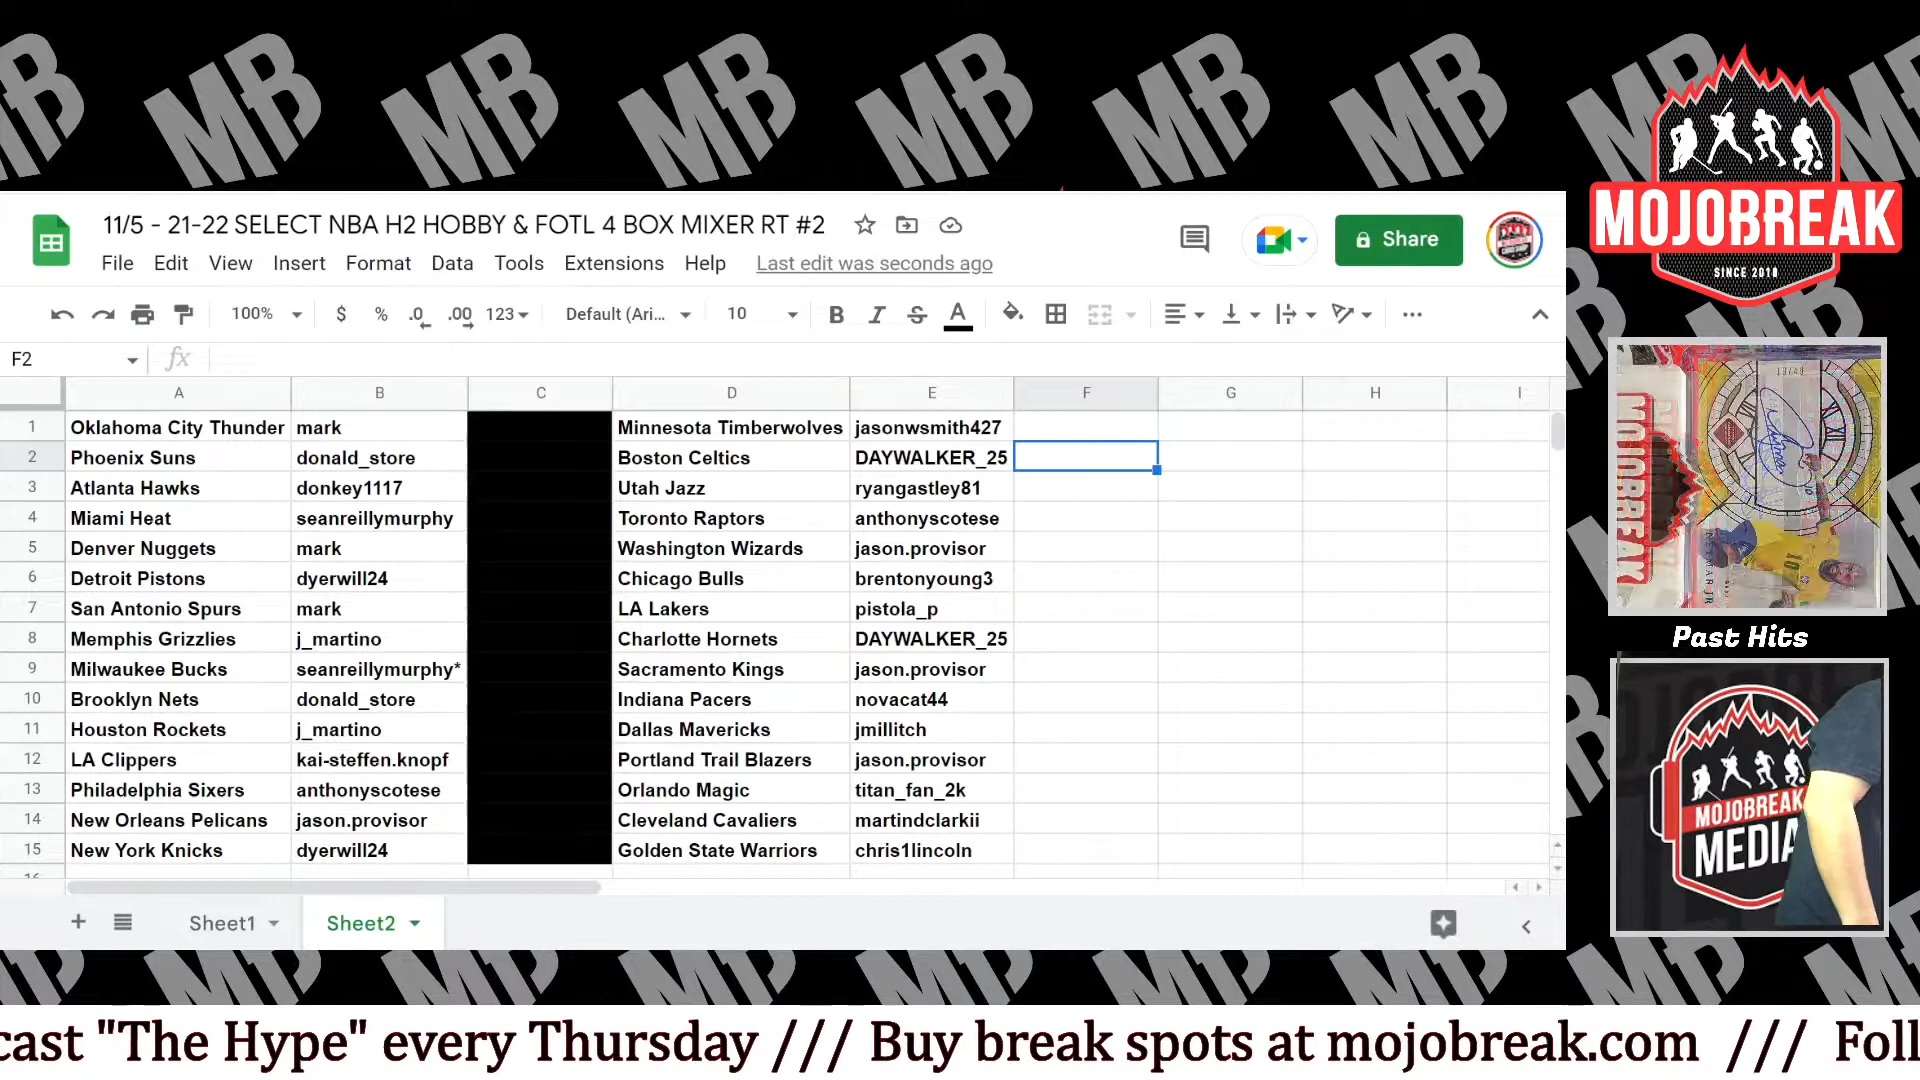 11/5 - 21-22 SELECT NBA H2 HOBBY & FOTL 4 BOX MIXER RT #2
File Edit View Insert Format Data Tools Extensions Help Last edit was seconds ago
Share
100% $ % .0 .00 123 Default (Ari... 10 B I S A
F2 fx
A B C D E F G H I
1 Oklahoma City Thunder mark Minnesota Timberwolves jasonwsmith427
2 Phoenix Suns donald_store Boston Celtics DAYWALKER_25
3 Atlanta Hawks donkey1117 Utah Jazz ryangastley81
4 Miami Heat seanreillymurphy Toronto Raptors anthonyscotese
5 Denver Nuggets mark Washington Wizards jason.provisor
6 Detroit Pistons dyerwill24 Chicago Bulls brentonyoung3
7 San Antonio Spurs mark LA Lakers pistola_p
8 Memphis Grizzlies j_martino Charlotte Hornets DAYWALKER_25
9 Milwaukee Bucks seanreillymurphy* Sacramento Kings jason.provisor
10 Brooklyn Nets donald_store Indiana Pacers novacat44
11 Houston Rockets j_martino Dallas Mavericks jmillitch
12 LA Clippers kai-steffen.knopf Portland Trail Blazers jason.provisor
13 Philadelphia Sixers anthonyscotese Orlando Magic titan_fan_2k
14 New Orleans Pelicans jason.provisor Cleveland Cavaliers martindclarkii
15 New York Knicks dyerwill24 Golden State Warriors chris1lincoln
Sheet1 Sheet2
MOJOBREAK
SINCE 2010
MOJOBREAK
Past Hits
MOJOBREAK
MEDIA
cast "The Hype" every Thursday /// Buy break spots at mojobreak.com /// Foll